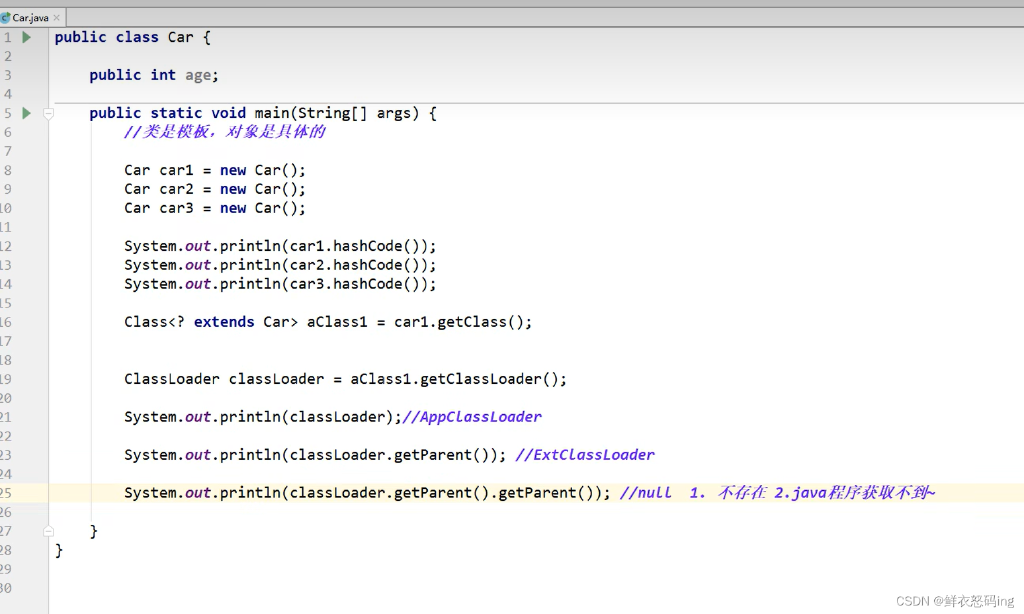 Car.java
1 public class Car {
2
3 public int age;
4
5 public static void main(String[] args) {
6 //类是模板，对象是具体的
7
8 Car car1 = new Car();
9 Car car2 = new Car();
10 Car car3 = new Car();
11
12 System.out.println(car1.hashCode());
13 System.out.println(car2.hashCode());
14 System.out.println(car3.hashCode());
15
16 Class<? extends Car> aClass1 = car1.getClass();
17
18
19 ClassLoader classLoader = aClass1.getClassLoader();
20
21 System.out.println(classLoader);//AppClassLoader
22
23 System.out.println(classLoader.getParent()); //ExtClassLoader
24
25 System.out.println(classLoader.getParent().getParent()); //null 1. 不存在 2.java程序获取不到~
26
27 }
28 }
29
30
CSDN @鲜衣怒码ing